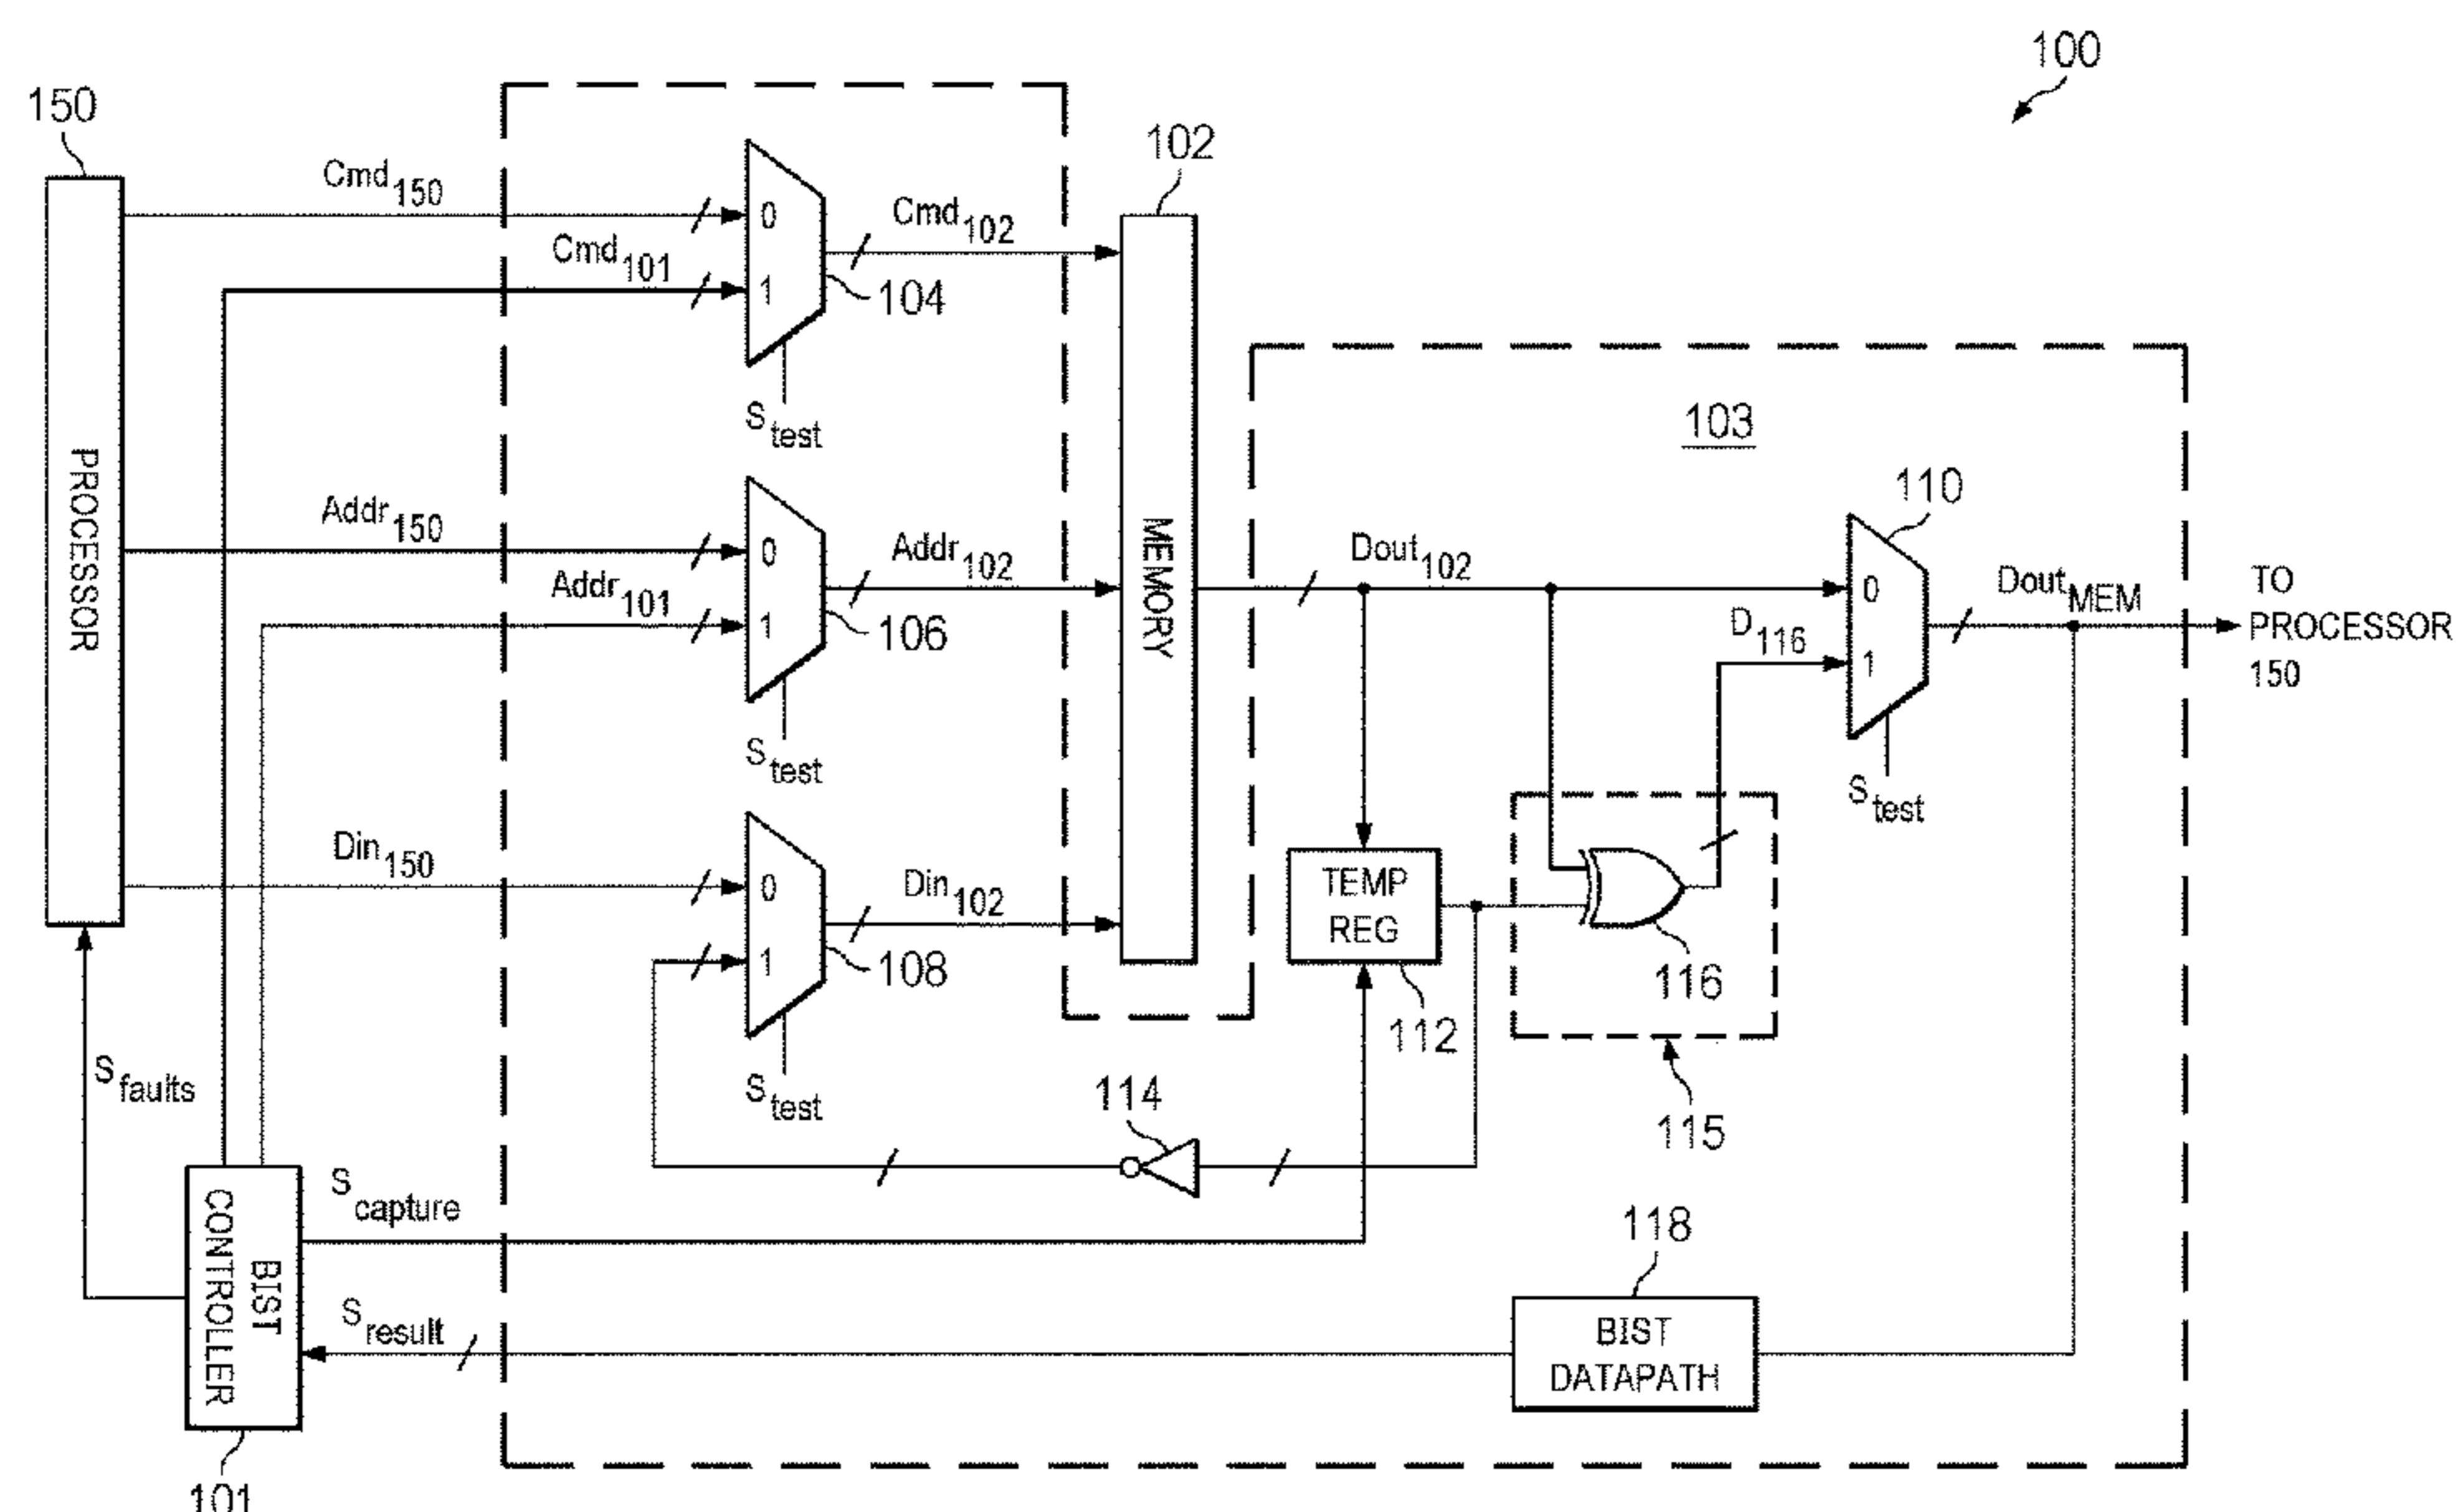 100
150
102
Cmd150
Cmd102
0
Cmd101
1
104
Stest
103
PROCESSOR
MEMORY
110
Addr150
Addr102
Dout102
0
0
DoutMEM
TO
PROCESSOR
150
Addr101
1
106
D116
1
Stest
Stest
Din150
Din102
0
TEMP
REG
1
108
116
112
Stest
114
115
Sfaults
Scapture
118
BIST
CONTROLLER
Sresult
BIST
DATAPATH
101